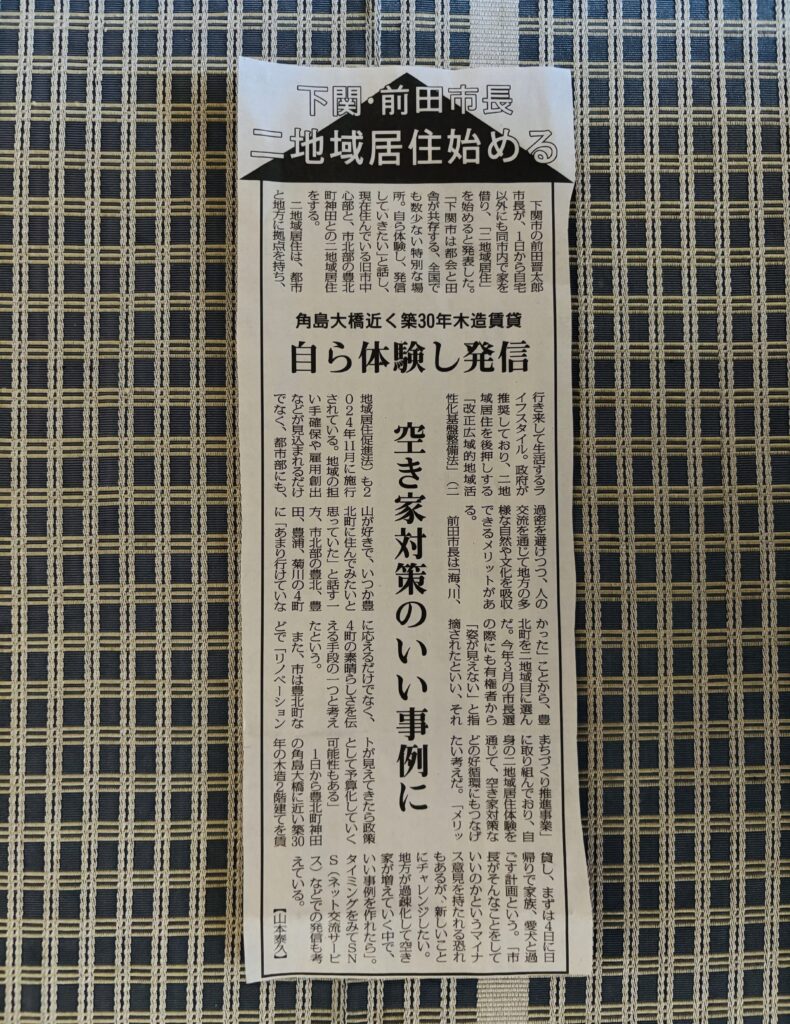 下関・前田市長
二地域居住始める
下関市の前田晋太郎
市長が、1日から自宅
以外にも同市内で家を
借り、「二地域居住」
を始めると発表した。
「下関市は都会と田
舎が共存する、全国で
も数少ない特別な場
所。自ら体験し、発信
していきたい」と話し、
現在住んでいる旧市中
心部と、市北部の豊北
町神田との二地域居住
をする。
二地域居住は、都市
と地方に拠点を持ち、
角島大橋近く築30年木造賃貸
自ら体験し発信
空き家対策のいい事例に
行き来して生活するラ
イフスタイル。政府が
推奨しており、二地
域居住を後押しする
「改正広域的地域活
性化基盤整備法」(二
地域居住促進法)も2
024年11月に施行
されている。地域の担
い手確保や雇用創出
などが見込まれるだけ
でなく、都市部にも、
過密を避けつつ、人の
交流を通じて地方の多
様な自然や文化を吸収
できるメリットがあ
る。
前田市長は「海、川、
山が好きで、いつか豊
北町に住んでみたいと
思っていた」と話す一
方、市北部の豊北、豊
田、豊浦、菊川の4町
に「あまり行けていな
かった」ことから、豊
北町を二地域目に選ん
だ。今年3月の市長選
の際にも有権者から
「姿が見えない」と指
摘されたといい、それ
に応えるだけでなく、
4町の素晴らしさを伝
える手段の一つと考え
たという。
また、市は豊北町な
どで「リノベーション
まちづくり推進事業」
に取り組んでおり、自
身の二地域居住体験を
通じて、空き家対策な
どの好循環にもつなげ
たい考えだ。「メリッ
トが見えてきたら政策
として予算化していく
可能性もある」
1日から豊北町神田
の角島大橋に近い築30
年の木造2階建てを賃
貸し、まずは4日に日
帰りで家族、愛犬と過
ごす計画という。「市
長がそんなことをして
いいのかというマイナ
ス意見を持たれる恐れ
もあるが、新しいこと
にチャレンジしたい。
地方が過疎化して空き
家が増えていく中で、
いい事例を作れたら」。
タイミングをみてSN
S(ネット交流サービ
ス)などでの発信も考
えている。
【山本泰久】